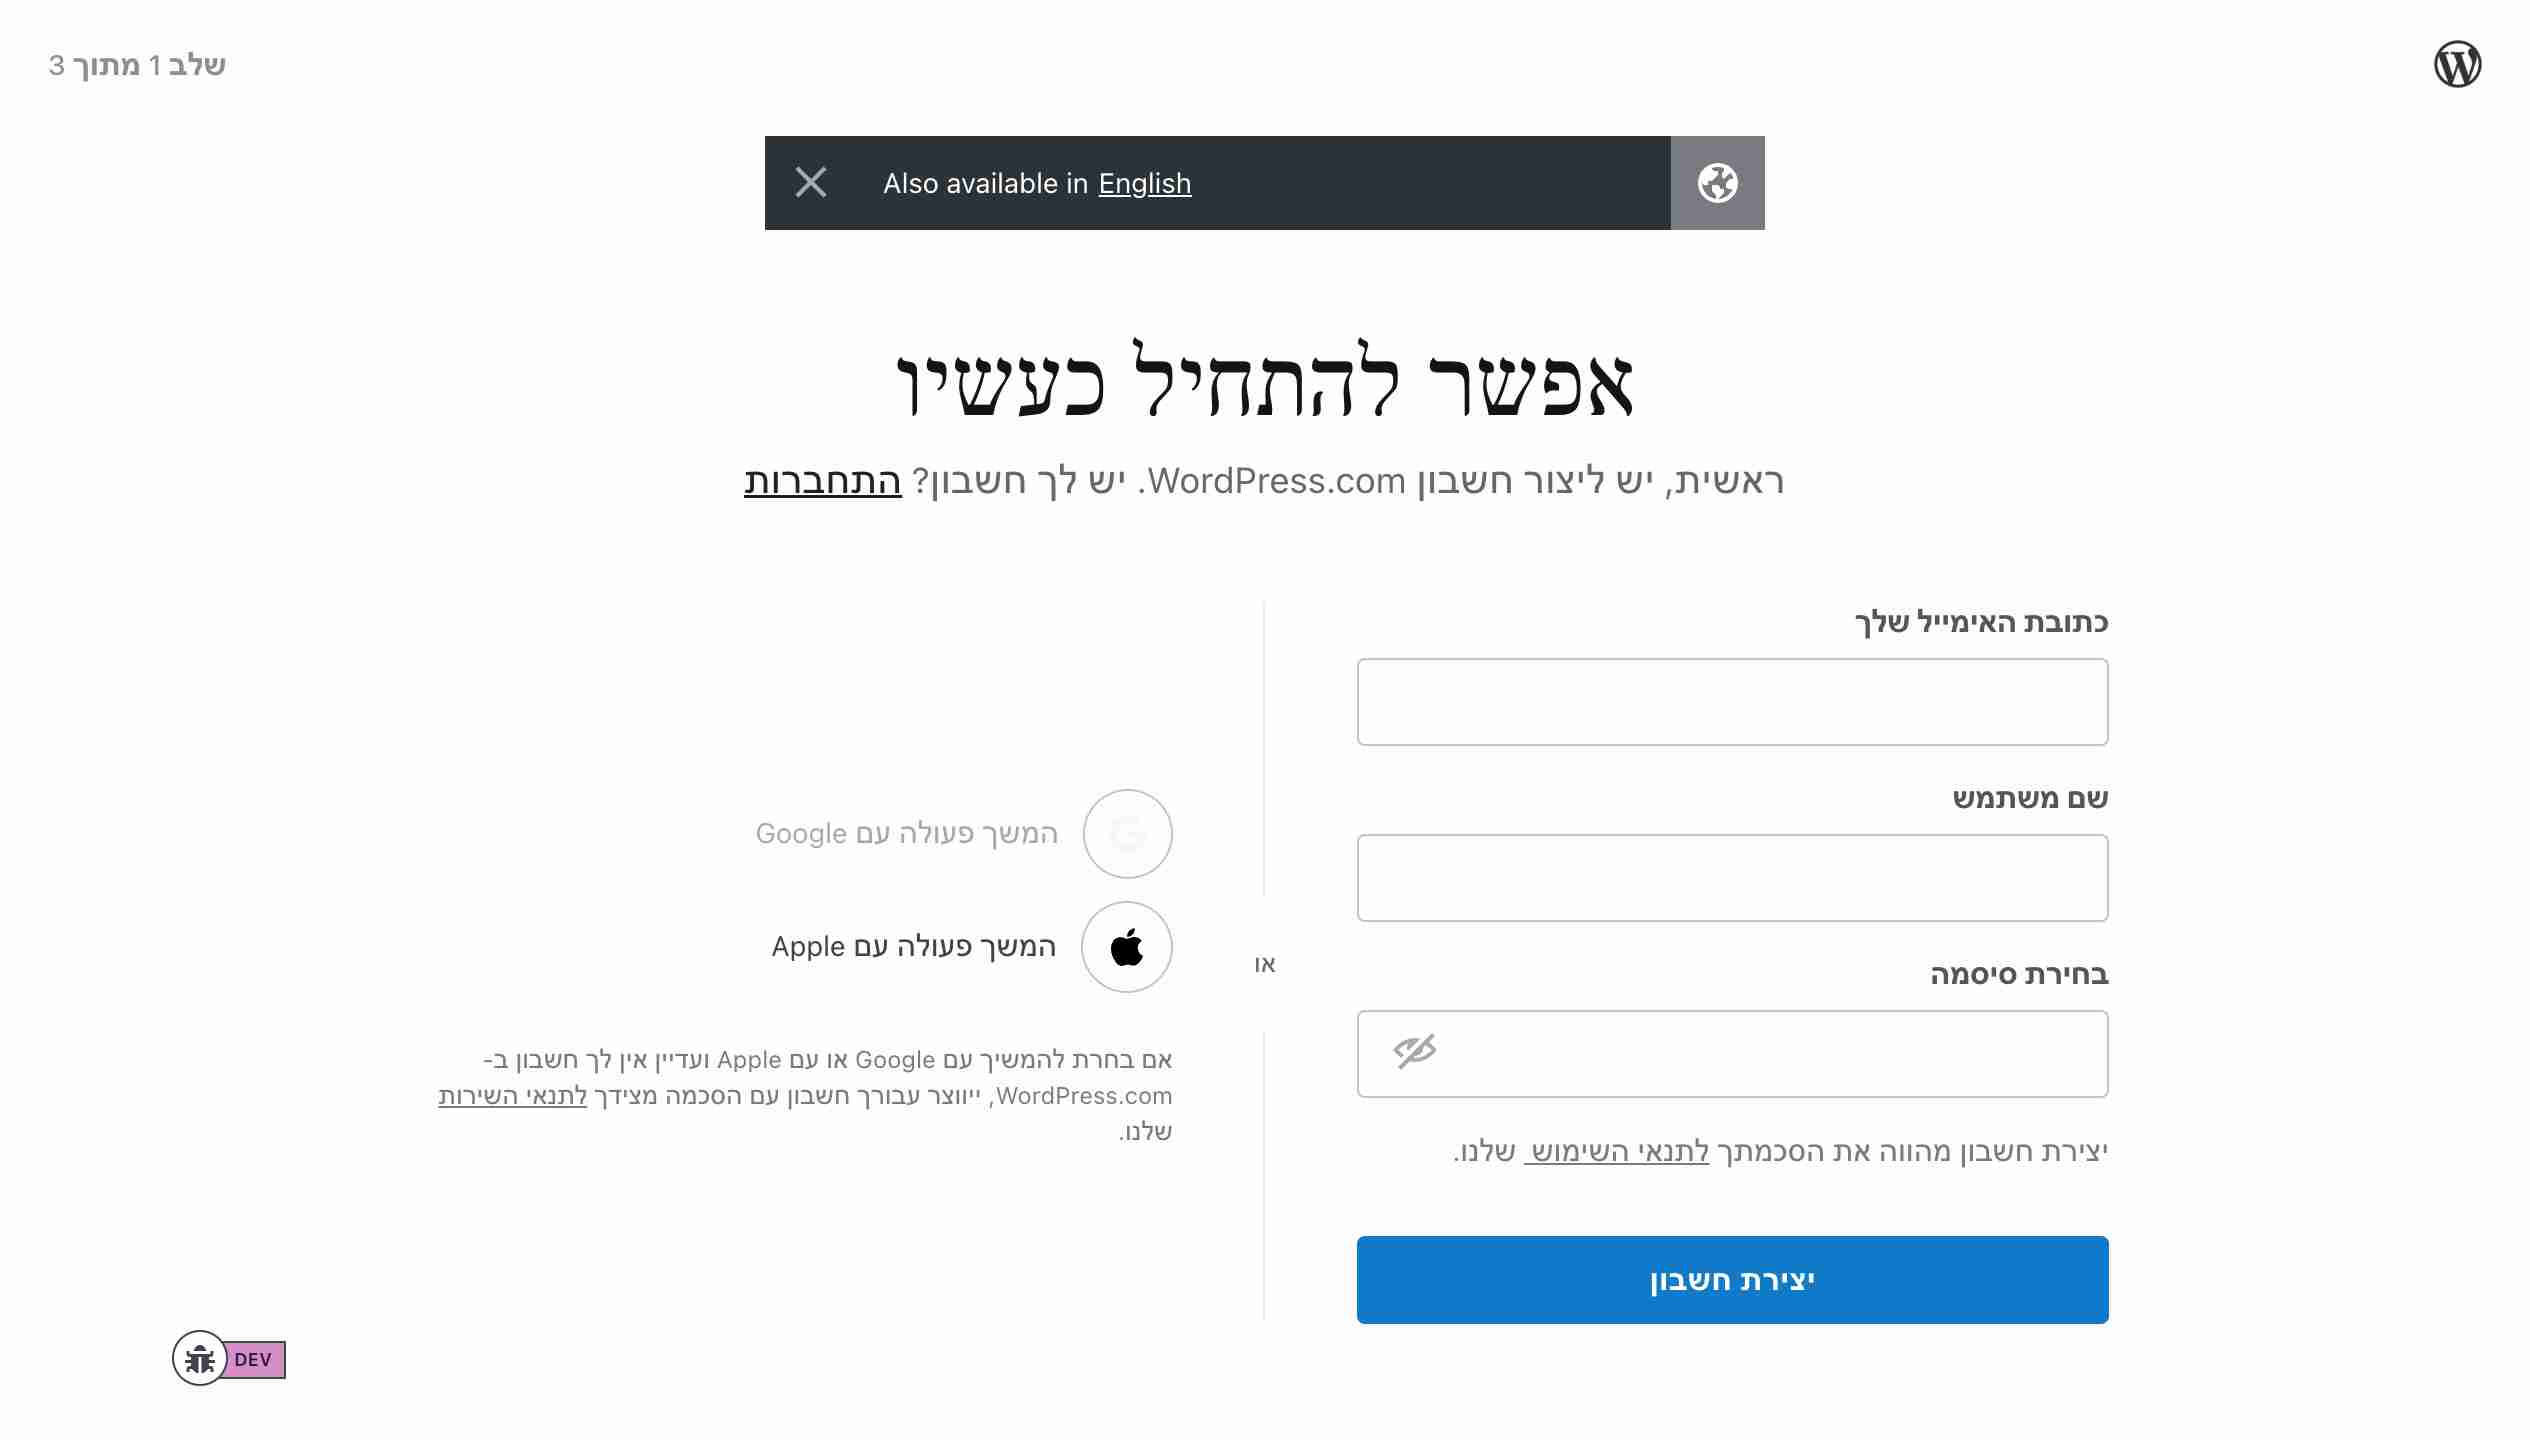 שלב 1 מתוך 3
Also available in English
אפשר להתחיל כעשיו
ראשית, יש ליצור חשבון WordPress.com. יש לך חשבון? התחברות
כתובת האימייל שלך
שם משתמש
בחירת סיסמה
יצירת חשבון מהווה את הסכמתך לתנאי השימוש שלנו.
יצירת חשבון
או
המשך פעולה עם Google
המשך פעולה עם Apple
אם בחרת להמשיך עם Google או עם Apple ועדיין אין לך חשבון ב-
WordPress.com, ייווצר עבורך חשבון עם הסכמה מצידך לתנאי השירות
שלנו.
DEV